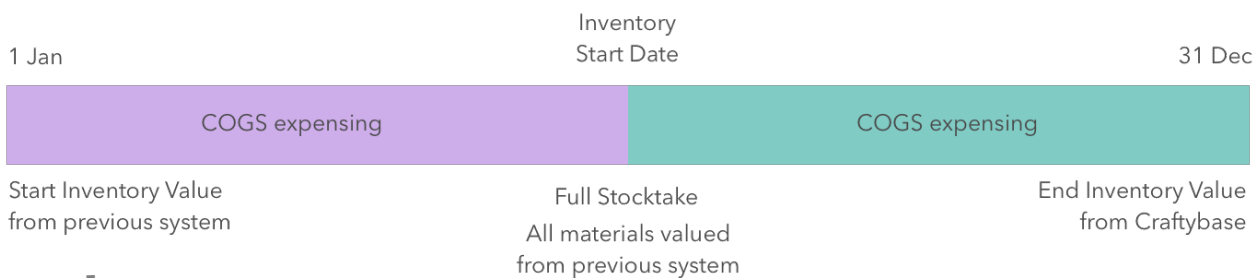 Inventory
Start Date
1 Jan
31 Dec
COGS expensing
COGS expensing
Start Inventory Value
from previous system
Full Stocktake
All materials valued
from previous system
End Inventory Value
from Craftybase